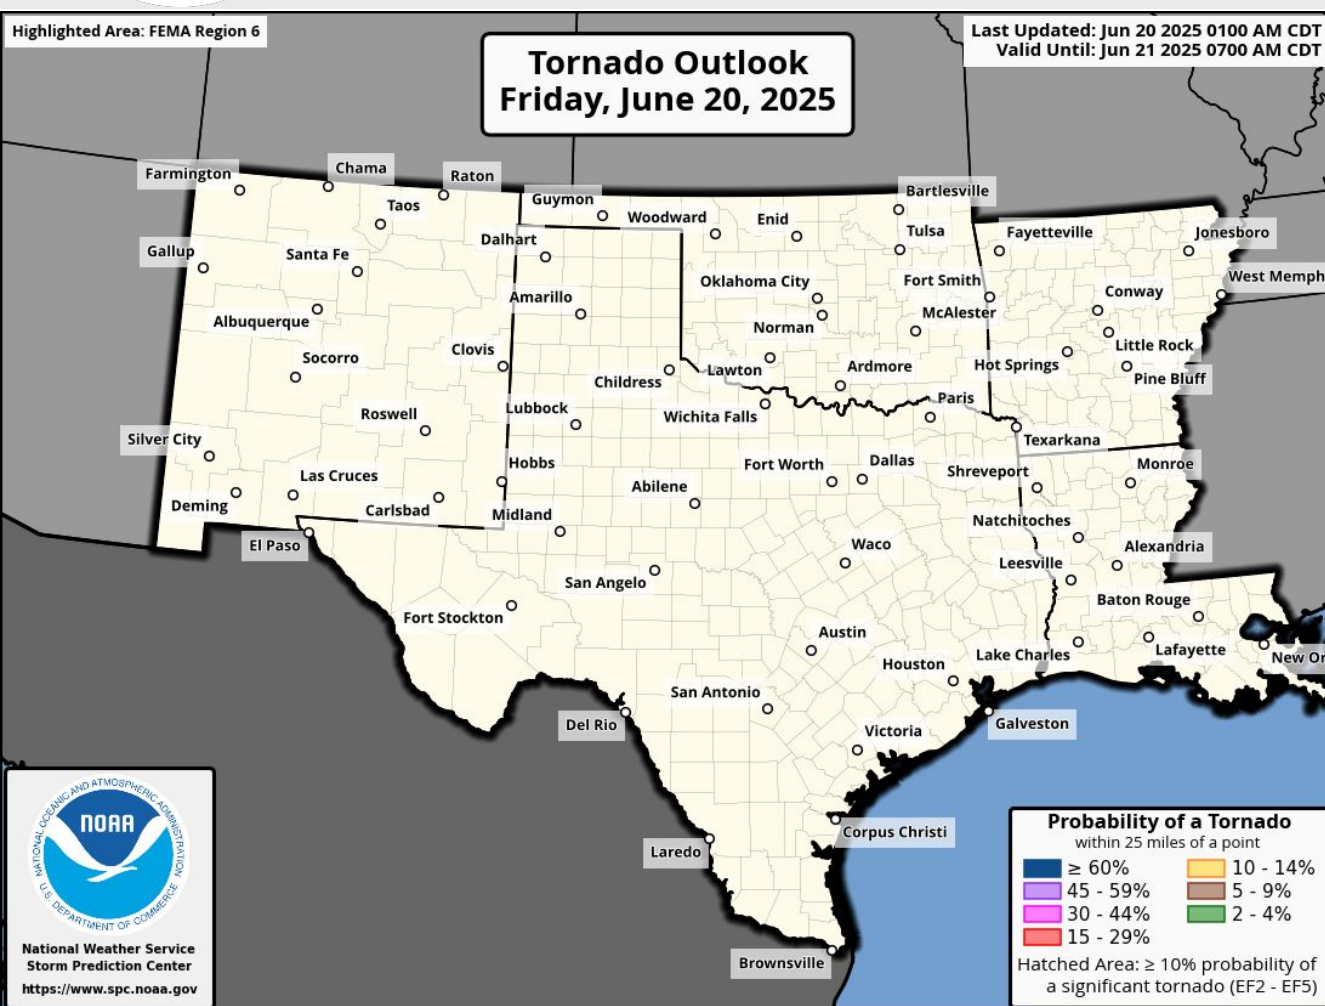 Highlighted Area: FEMA Region 6
Last Updated: Jun 20 2025 0100 AM CDT
Valid Until: Jun 21 2025 0700 AM CDT
Tornado Outlook
Friday, June 20, 2025
Farmington
Chama
Raton
Taos
Guymon
Woodward
Enid
Bartlesville
Tulsa
Fayetteville
Jonesboro
Gallup
Santa Fe
Dalhart
Oklahoma City
Fort Smith
West Memph
Amarillo
Conway
Albuquerque
Norman
McAlester
Little Rock
Socorro
Clovis
Childress
Lawton
Ardmore
Hot Springs
Pine Bluff
Roswell
Lubbock
Wichita Falls
Paris
Texarkana
Silver City
Las Cruces
Hobbs
Abilene
Fort Worth
Dallas
Shreveport
Monroe
Deming
Carlsbad
Midland
Natchitoches
El Paso
San Angelo
Waco
Leesville
Alexandria
Fort Stockton
Baton Rouge
Austin
Houston
Lake Charles
Lafayette
New Or
Del Rio
San Antonio
Victoria
Galveston
Laredo
Corpus Christi
Brownsville
NATIONAL OCEANIC AND ATMOSPHERIC ADMINISTRATION
NOAA
U.S. DEPARTMENT OF COMMERCE
National Weather Service
Storm Prediction Center
https://www.spc.noaa.gov
Probability of a Tornado
within 25 miles of a point
≥ 60%
45 - 59%
30 - 44%
15 - 29%
10 - 14%
5 - 9%
2 - 4%
Hatched Area: ≥ 10% probability of
a significant tornado (EF2 - EF5)